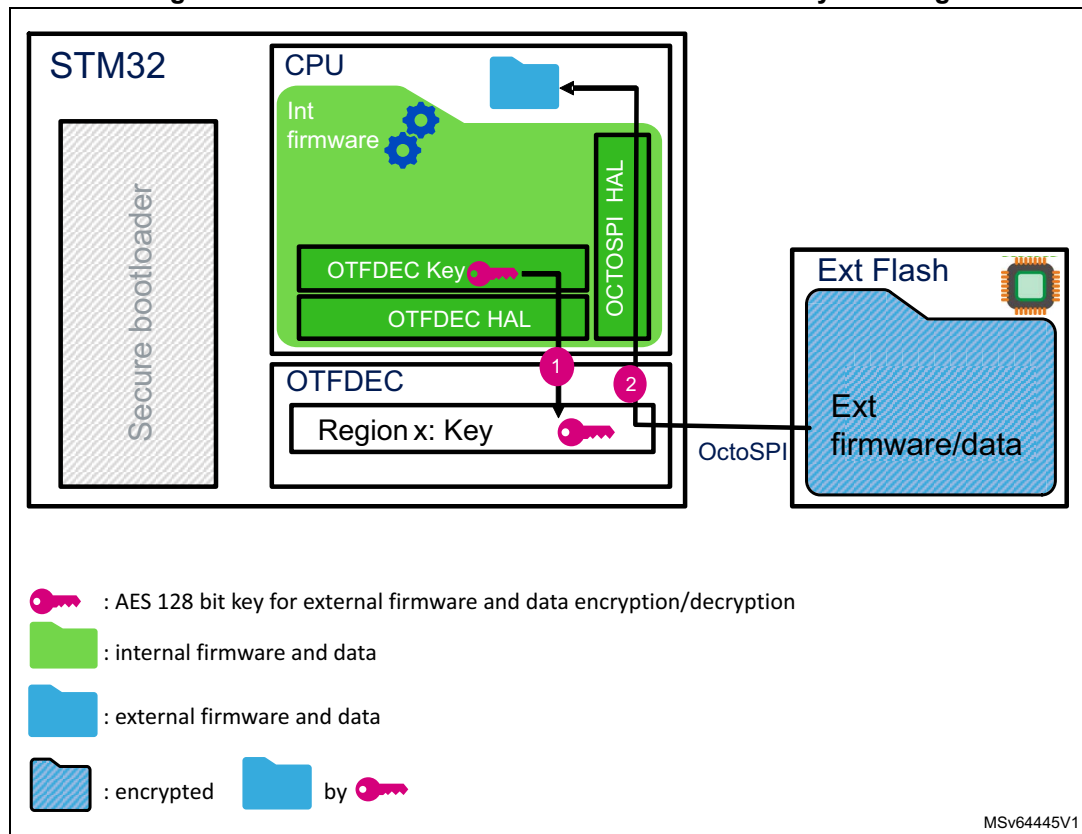 STM32
Secure bootloader
CPU
Int
firmware
OCTOSPI HAL
OTFDEC Key
OTFDEC HAL
1
2
OTFDEC
Region x: Key
OctoSPI
Ext Flash
Ext
firmware/data
: AES 128 bit key for external firmware and data encryption/decryption
: internal firmware and data
: external firmware and data
: encrypted by
MSv64445V1